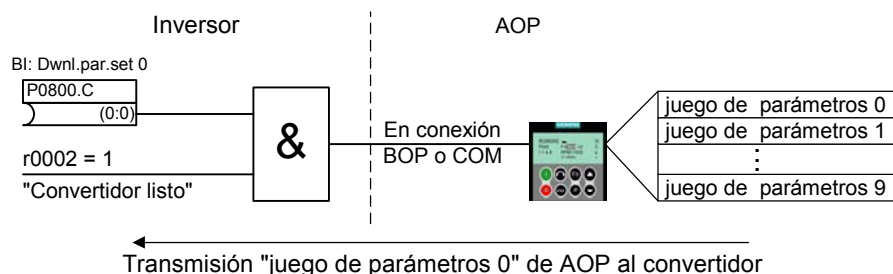 Inversor
AOP
BI: Dwnl.par.set 0
P0800.C
(0:0)
r0002 = 1
"Convertidor listo"
&
En conexión
BOP o COM
SIEMENS
juego de parámetros 0
juego de parámetros 1
:
juego de parámetros 9
Transmisión "juego de parámetros 0" de AOP al convertidor